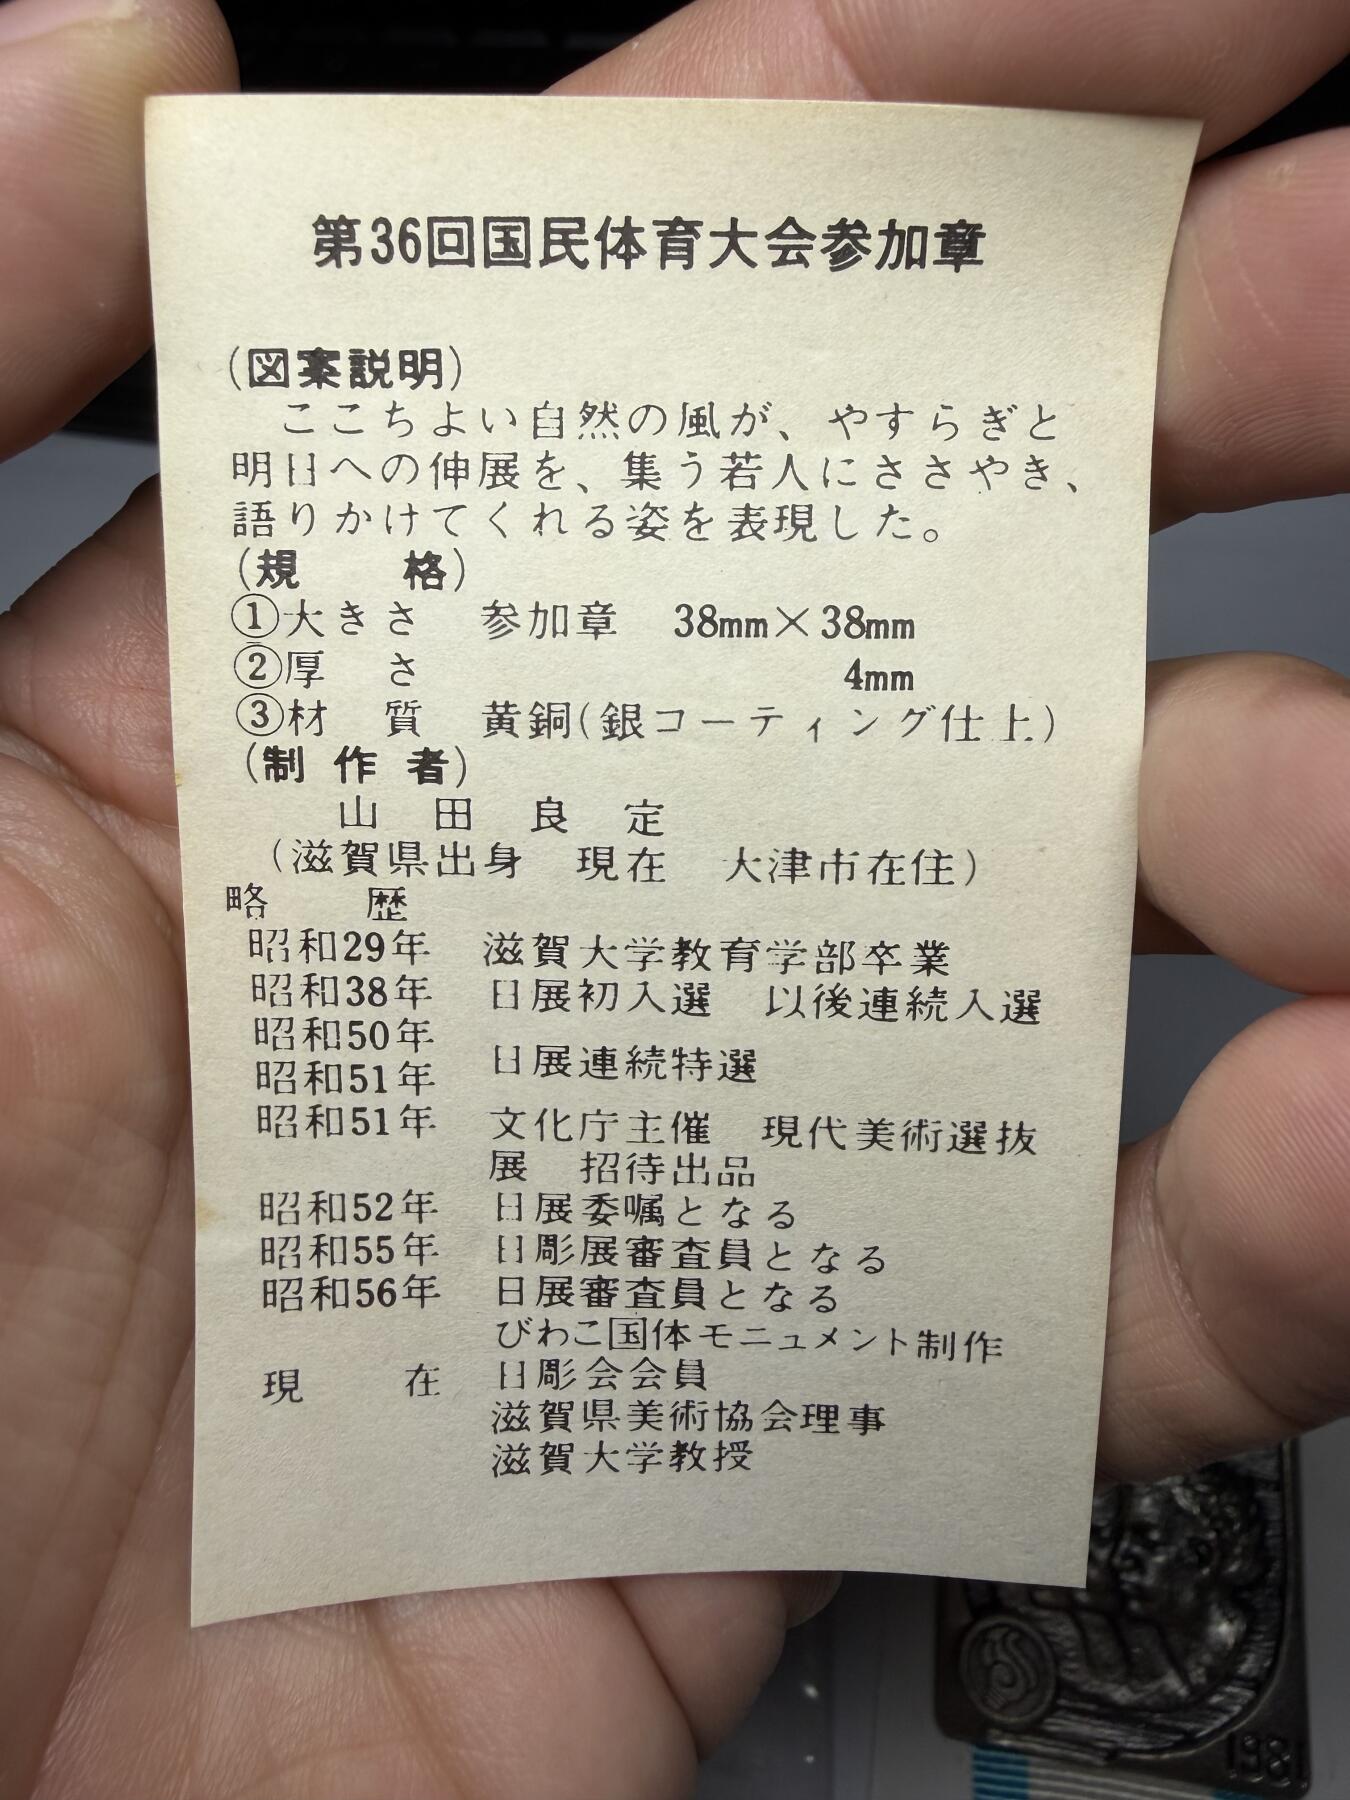 第36回国民体育大会参加章
(図案説明)
ここちよい自然の風が、やすらぎと
明日への伸展を、集う若人にささやき、
語りかけてくれる姿を表現した。
(規　格)
①大きさ　参加章　38mm×38mm
②厚　さ　4mm
③材　質　黄銅(銀コーティング仕上)
(制作者)
山田良定
(滋賀県出身　現在　大津市在住)
略　歴
昭和29年　滋賀大学教育学部卒業
昭和38年　日展初入選　以後連続入選
昭和50年
昭和51年　日展連続特選
昭和51年　文化庁主催　現代美術選抜
展　招待出品
昭和52年　日展委嘱となる
昭和55年　日彫展審査員となる
昭和56年　日展審査員となる
びわこ国体モニュメント制作
現　在　日彫会会員
滋賀県美術協会理事
滋賀大学教授
1981